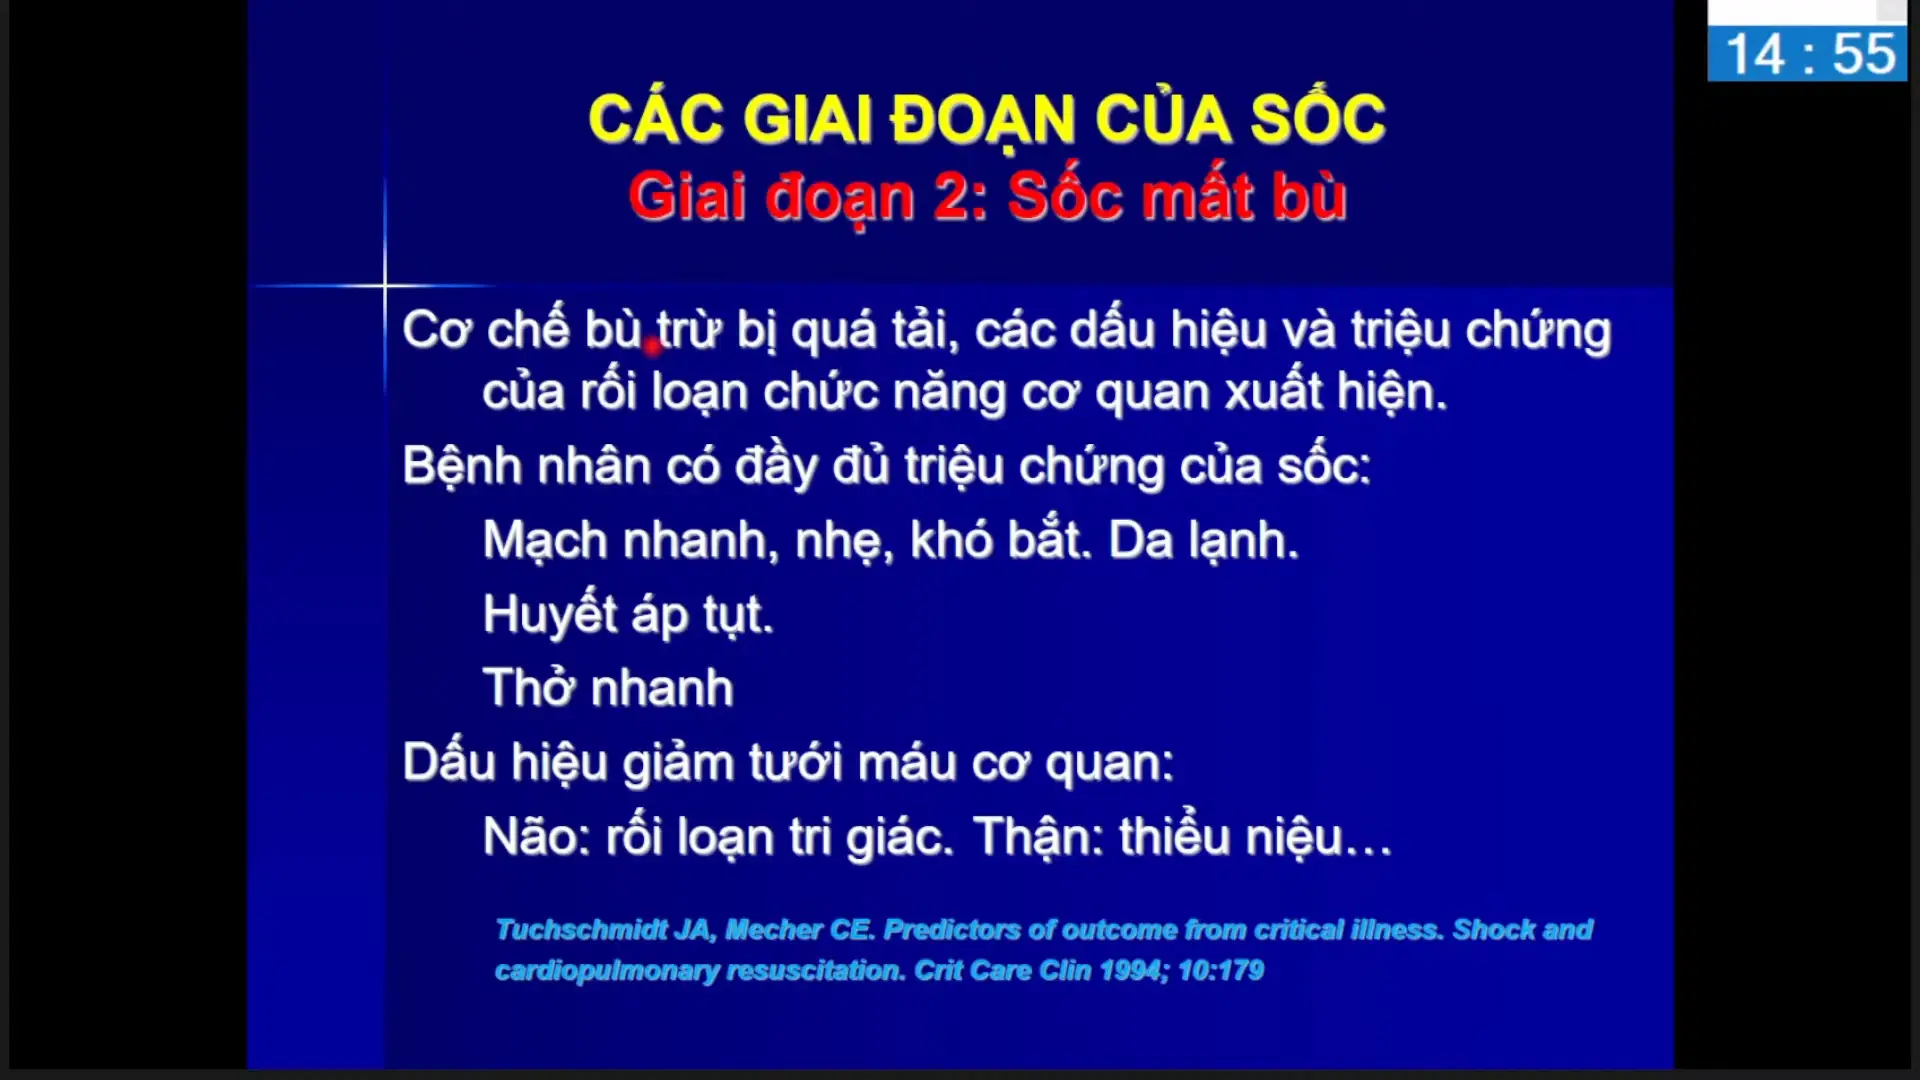 14 : 55
CÁC GIAI ĐOẠN CỦA SỐC
Giai đoạn 2: Sốc mất bù
Cơ chế bù trừ bị quá tải, các dấu hiệu và triệu chứng
của rối loạn chức năng cơ quan xuất hiện.
Bệnh nhân có đầy đủ triệu chứng của sốc:
Mạch nhanh, nhẹ, khó bắt. Da lạnh.
Huyết áp tụt.
Thở nhanh
Dấu hiệu giảm tưới máu cơ quan:
Não: rối loạn tri giác. Thận: thiểu niệu…
Tuchschmidt JA, Mecher CE. Predictors of outcome from critical illness. Shock and
cardiopulmonary resuscitation. Crit Care Clin 1994; 10:179